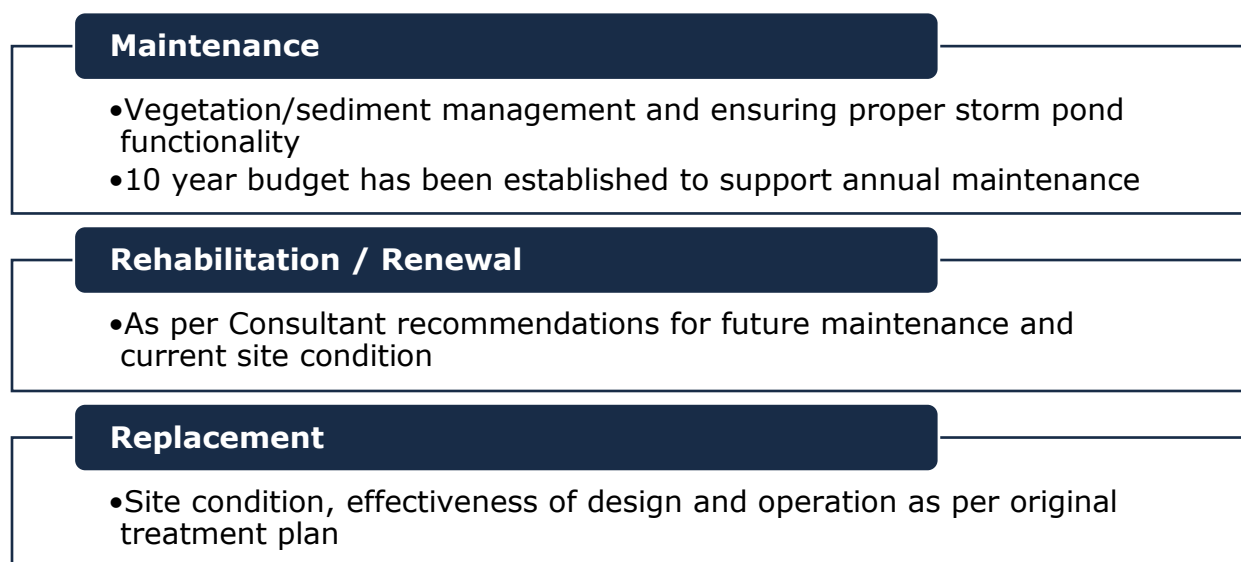 Maintenance
•Vegetation/sediment management and ensuring proper storm pond
functionality
•10 year budget has been established to support annual maintenance
Rehabilitation / Renewal
•As per Consultant recommendations for future maintenance and
current site condition
Replacement
•Site condition, effectiveness of design and operation as per original
treatment plan